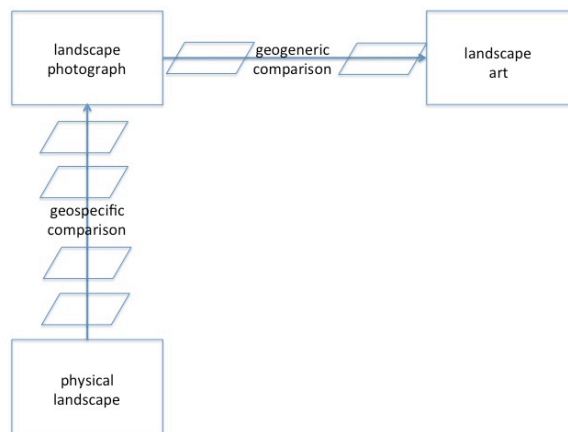 landscape
photograph
geogeneric
comparison
landscape
art
geospecific
comparison
physical
landscape